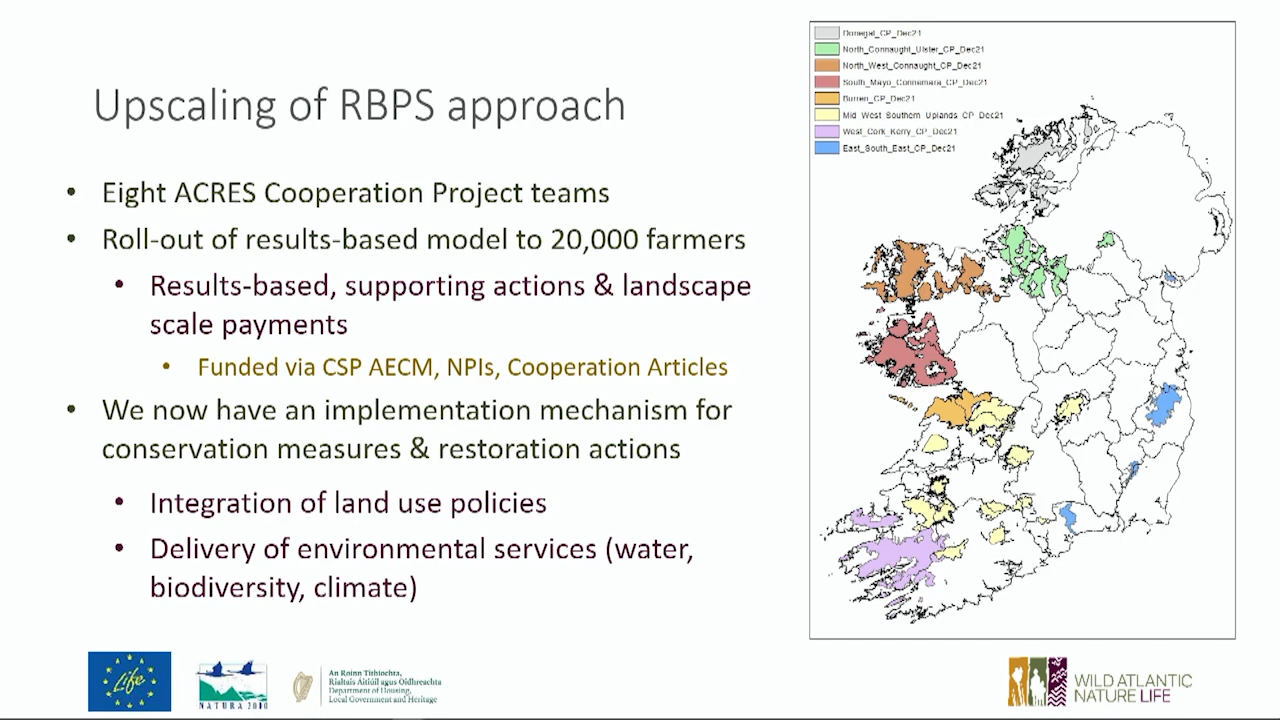 Upscaling of RBPS approach
• Eight ACRES Cooperation Project teams
• Roll-out of results-based model to 20,000 farmers
• Results-based, supporting actions & landscape
scale payments
• Funded via CSP AECM, NPIs, Cooperation Articles
• We now have an implementation mechanism for
conservation measures & restoration actions
• Integration of land use policies
• Delivery of environmental services (water,
biodiversity, climate)
Donegal_CP_Dec21
North_Connaught_Ulster_CP_Dec21
North_West_Connaught_CP_Dec21
South_Mayo_Connemara_CP_Dec21
Burren_CP_Dec21
Mid_West_Southern_Uplands_CP_Dec21
West_Cork_Kerry_CP_Dec21
East_South_East_CP_Dec21
Life
NATURA 2000
An Roinn Tithíochta,
Rialtais Áitiúil agus Oidhreachta
Department of Housing,
Local Government and Heritage
WILD ATLANTIC
NATURE LIFE